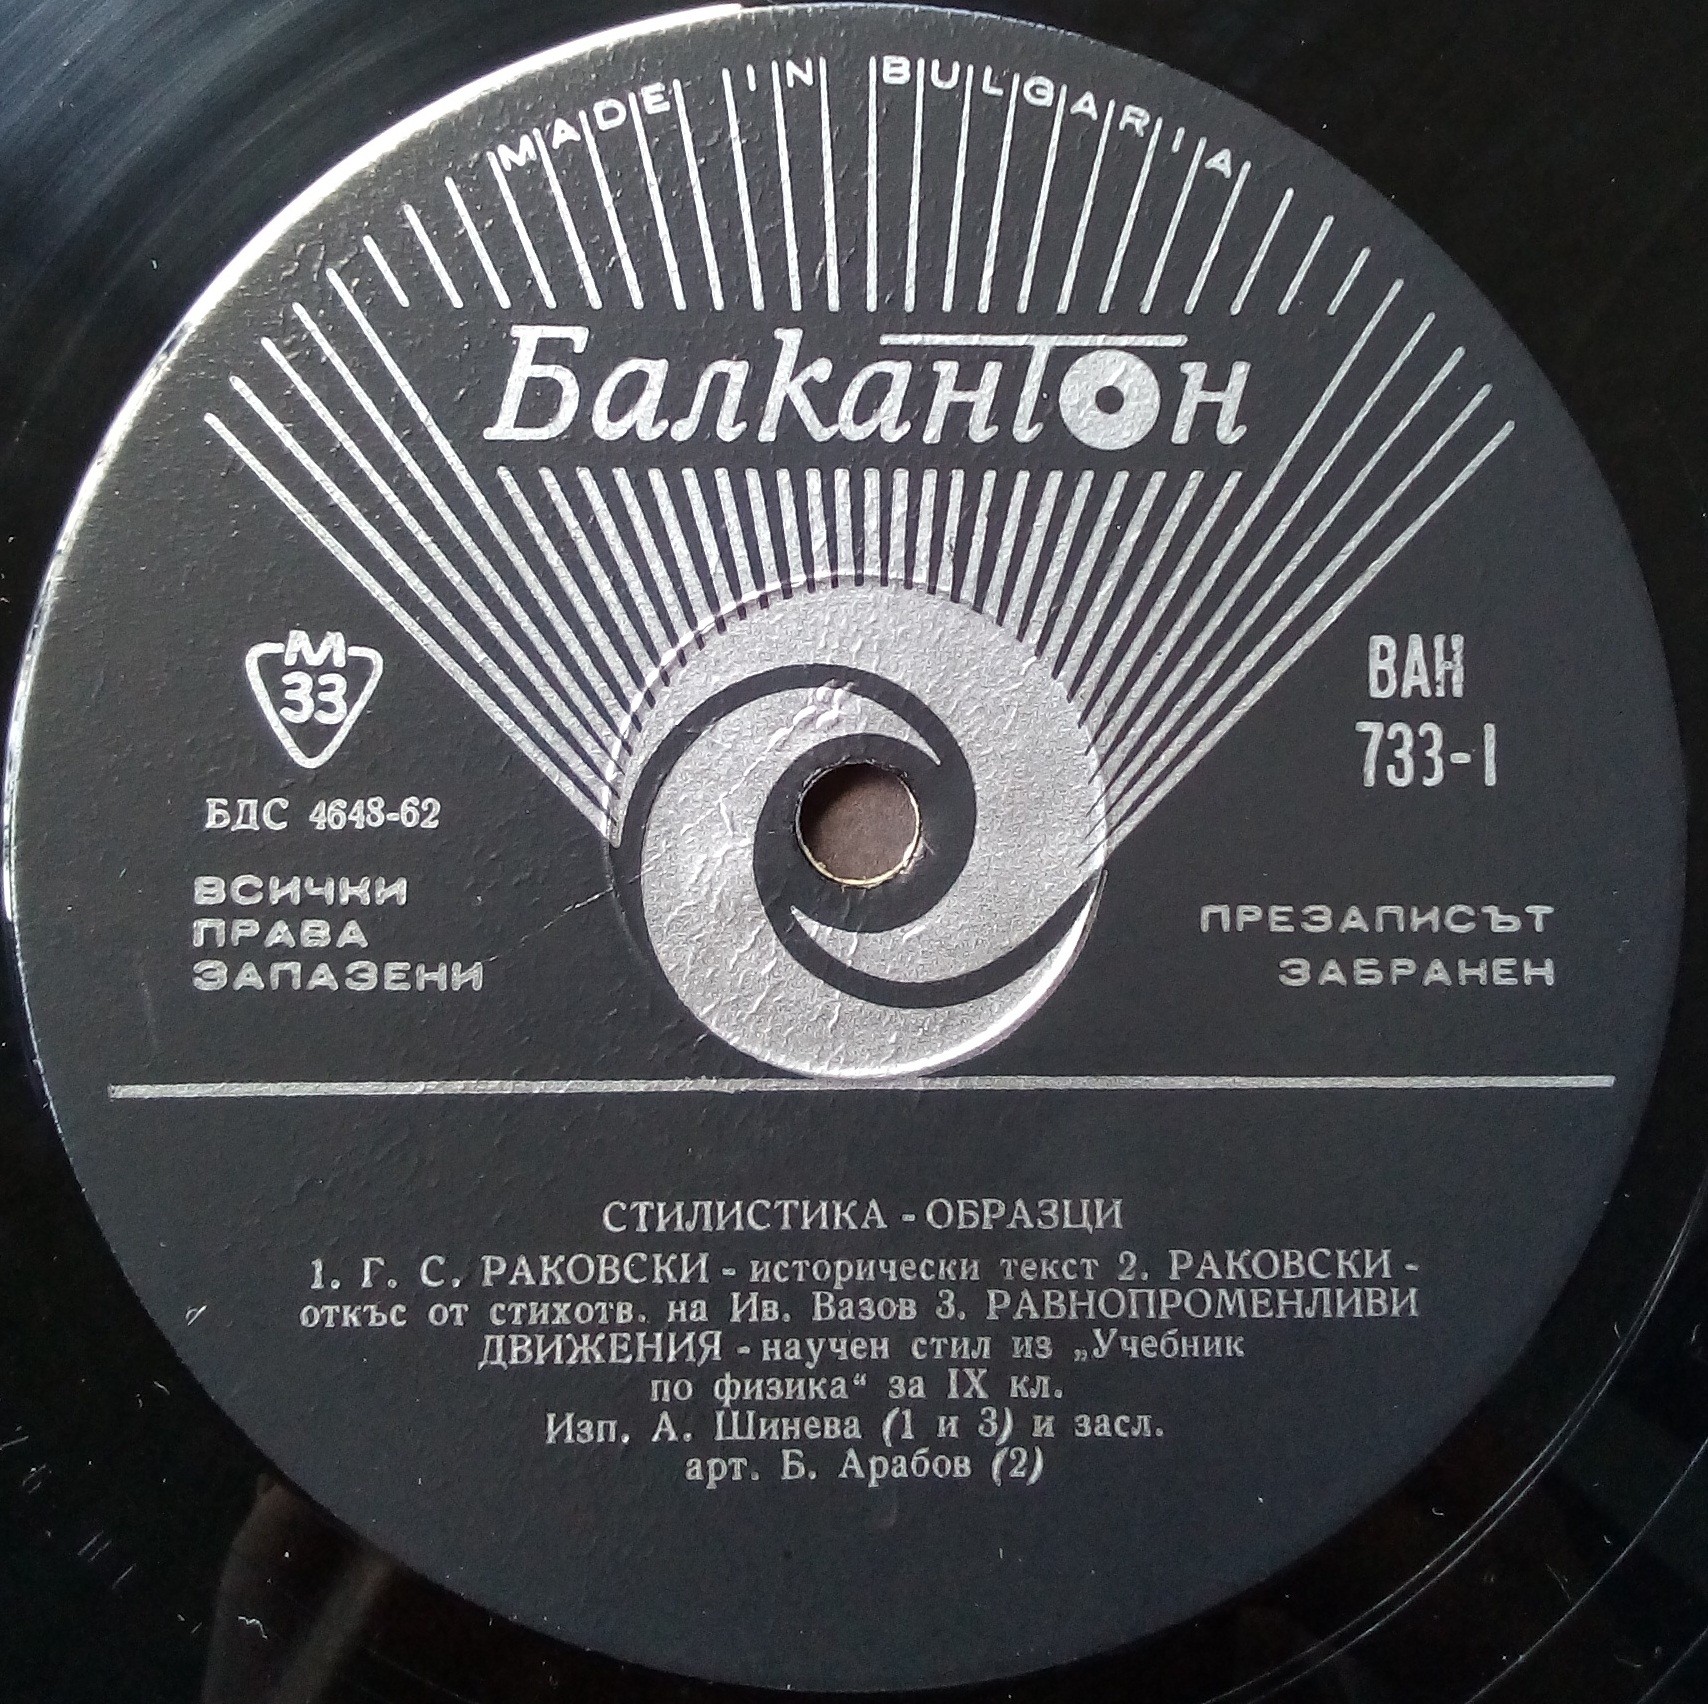 MADE IN BULGARIA
Балкантон
М
33
БДС 4648-62
ВСИЧКИ
ПРАВА
ЗАПАЗЕНИ
ВАН
733-I
ПРЕЗАПИСЪТ
ЗАБРАНЕН
СТИЛИСТИКА - ОБРАЗЦИ
1. Г. С. РАКОВСКИ - исторически текст 2. РАКОВСКИ -
откъс от стихотв. на Ив. Вазов 3. РАВНОПРОМЕНЛИВИ
ДВИЖЕНИЯ - научен стил из „Учебник
по физика“ за IX кл.
Изп. А. Шинева (1 и 3) и засл.
арт. Б. Арабов (2)